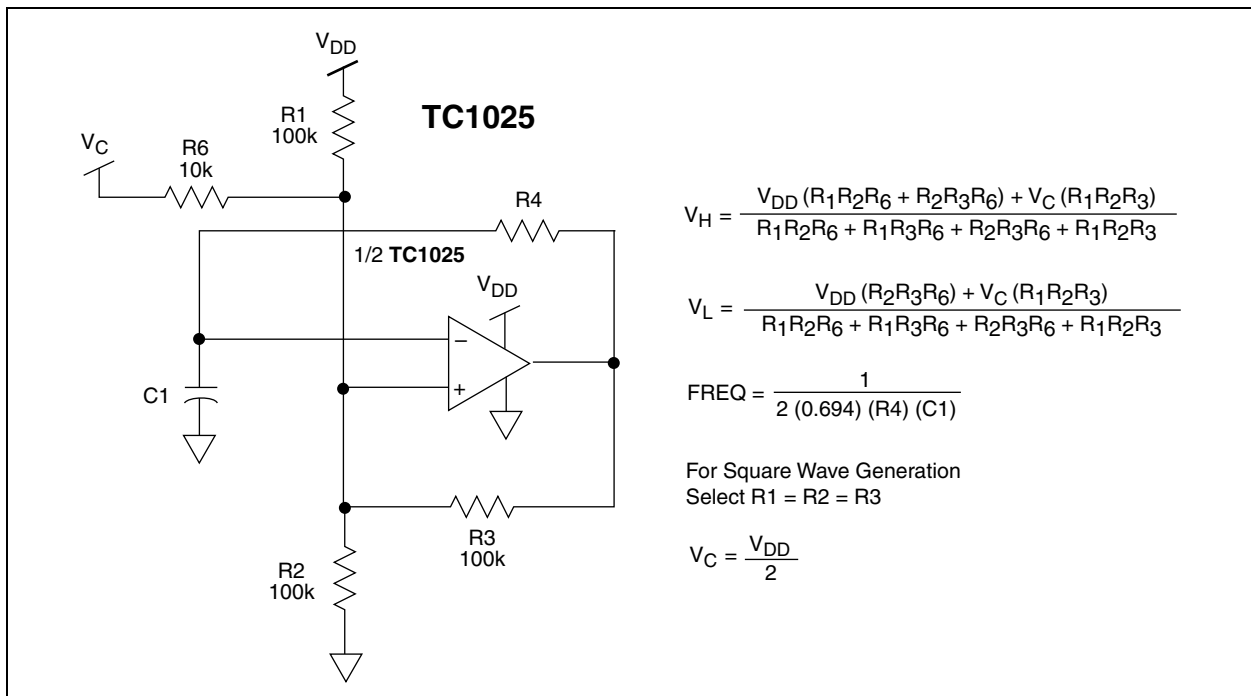 VDD
R1
100k
TC1025
VC
R6
10k
R4
1/2 TC1025
VDD
−
+
C1
R3
100k
R2
100k
VH = VDD (R1R2R6 + R2R3R6) + VC (R1R2R3)
R1R2R6 + R1R3R6 + R2R3R6 + R1R2R3
VL = VDD (R2R3R6) + VC (R1R2R3)
R1R2R6 + R1R3R6 + R2R3R6 + R1R2R3
FREQ = 1
2 (0.694) (R4) (C1)
For Square Wave Generation
Select R1 = R2 = R3
VC = VDD
2